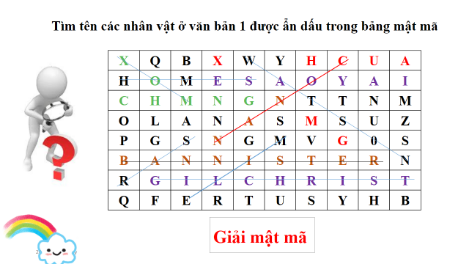 Tìm tên các nhân vật ở văn bản 1 được ẩn dấu trong bảng mật mã
X Q B X W Y H C U A
H O M E S A O Y A I
C H M N G N T T N M
O L A N A S M S U Z
P G S N G M V G 0 S
B A N N I S T E R N
R G I L C H R I S T
Q F E R T U S Y H B
Giải mật mã